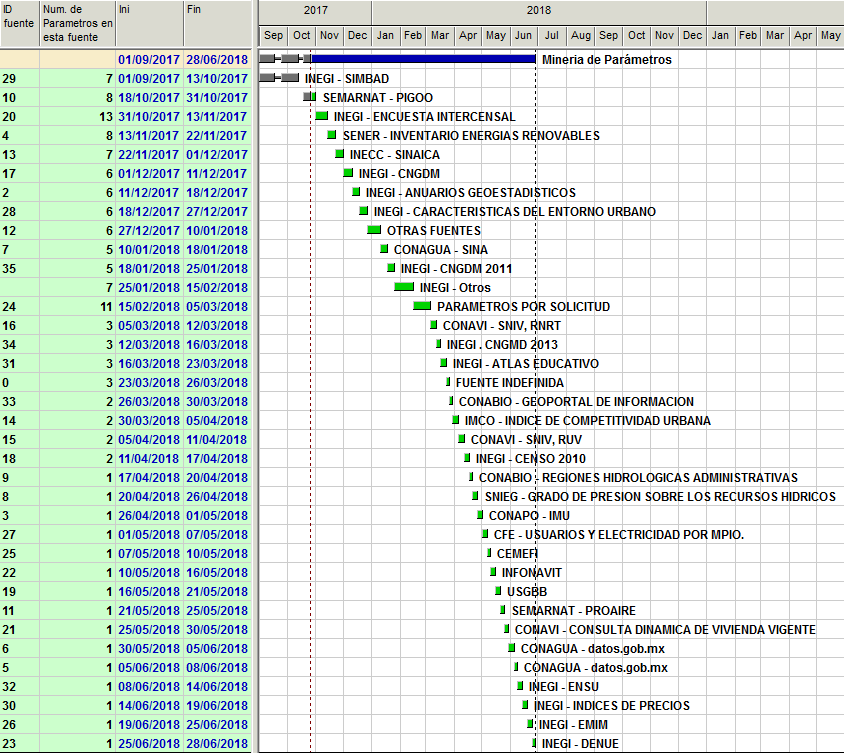 ID fuente Num. de Parametros en esta fuente Ini Fin 2017 2018
Sep Oct Nov Dec Jan Feb Mar Apr May Jun Jul Aug Sep Oct Nov Dec Jan Feb Mar Apr May
01/09/2017 28/06/2018 Mineria de Parámetros
29 7 01/09/2017 13/10/2017 INEGI - SIMBAD
10 8 18/10/2017 31/10/2017 SEMARNAT - PIGOO
20 13 31/10/2017 13/11/2017 INEGI - ENCUESTA INTERCENSAL
4 8 13/11/2017 22/11/2017 SENER - INVENTARIO ENERGIAS RENOVABLES
13 7 22/11/2017 01/12/2017 INECC - SINAICA
17 6 01/12/2017 11/12/2017 INEGI - CNGDM
2 6 11/12/2017 18/12/2017 INEGI - ANUARIOS GEOESTADISTICOS
28 6 18/12/2017 27/12/2017 INEGI - CARACTERISTICAS DEL ENTORNO URBANO
12 6 27/12/2017 10/01/2018 OTRAS FUENTES
7 5 10/01/2018 18/01/2018 CONAGUA - SINA
35 5 18/01/2018 25/01/2018 INEGI - CNGDM 2011
7 25/01/2018 15/02/2018 INEGI - Otros
24 11 15/02/2018 05/03/2018 PARAMETROS POR SOLICITUD
16 3 05/03/2018 12/03/2018 CONAVI - SNIV, RNRT
34 3 12/03/2018 16/03/2018 INEGI . CNGMD 2013
31 3 16/03/2018 23/03/2018 INEGI - ATLAS EDUCATIVO
0 3 23/03/2018 26/03/2018 FUENTE INDEFINIDA
33 2 26/03/2018 30/03/2018 CONABIO - GEOPORTAL DE INFORMACION
14 2 30/03/2018 05/04/2018 IMCO - INDICE DE COMPETITIVIDAD URBANA
15 2 05/04/2018 11/04/2018 CONAVI - SNIV, RUV
18 2 11/04/2018 17/04/2018 INEGI - CENSO 2010
9 1 17/04/2018 20/04/2018 CONABIO - REGIONES HIDROLOGICAS ADMINISTRATIVAS
8 1 20/04/2018 26/04/2018 SNIEG - GRADO DE PRESION SOBRE LOS RECURSOS HIDRICOS
3 1 26/04/2018 01/05/2018 CONAPO - IMU
27 1 01/05/2018 07/05/2018 CFE - USUARIOS Y ELECTRICIDAD POR MPIO.
25 1 07/05/2018 10/05/2018 CEMEFI
22 1 10/05/2018 16/05/2018 INFONAVIT
19 1 16/05/2018 21/05/2018 USGBB
11 1 21/05/2018 25/05/2018 SEMARNAT - PROAIRE
21 1 25/05/2018 30/05/2018 CONAVI - CONSULTA DINAMICA DE VIVIENDA VIGENTE
6 1 30/05/2018 05/06/2018 CONAGUA - datos.gob.mx
5 1 05/06/2018 08/06/2018 CONAGUA - datos.gob.mx
32 1 08/06/2018 14/06/2018 INEGI - ENSU
30 1 14/06/2018 19/06/2018 INEGI - INDICES DE PRECIOS
26 1 19/06/2018 25/06/2018 INEGI - EMIM
23 1 25/06/2018 28/06/2018 INEGI - DENUE